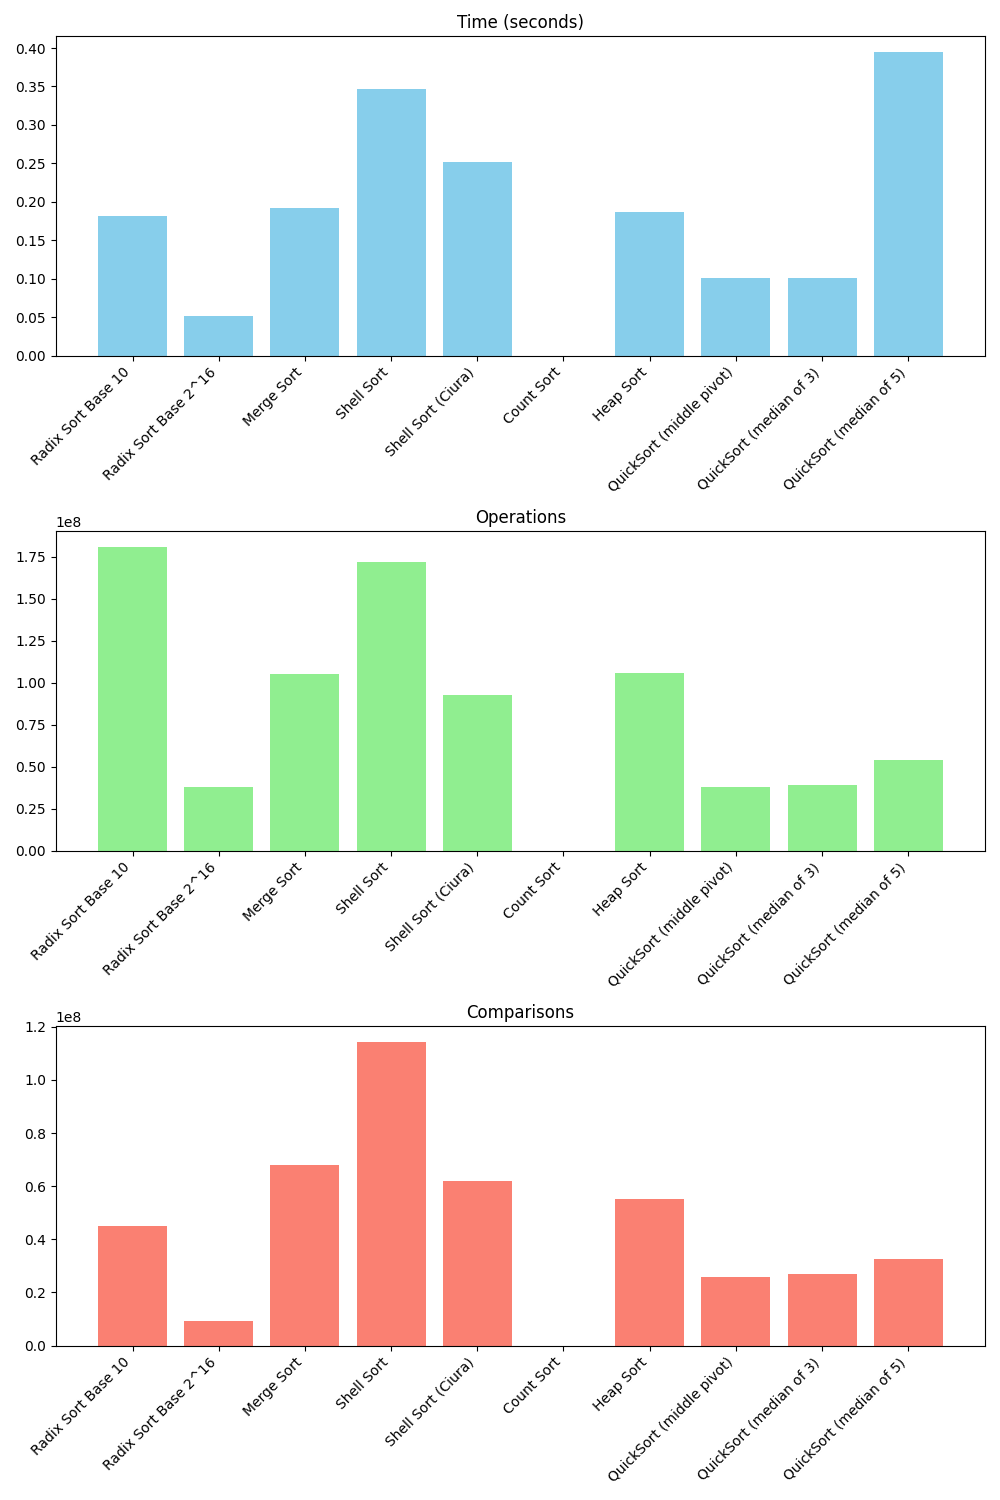 Time (seconds)
0.40
0.35
0.30
0.25
0.20
0.15
0.10
0.05
0.00
Radix Sort Base 10
Radix Sort Base 2^16
Merge Sort
Shell Sort
Shell Sort (Ciura)
Count Sort
Heap Sort
QuickSort (middle pivot)
QuickSort (median of 3)
QuickSort (median of 5)
Operations
1e8
1.75
1.50
1.25
1.00
0.75
0.50
0.25
0.00
Radix Sort Base 10
Radix Sort Base 2^16
Merge Sort
Shell Sort
Shell Sort (Ciura)
Count Sort
Heap Sort
QuickSort (middle pivot)
QuickSort (median of 3)
QuickSort (median of 5)
Comparisons
1e8
1.2
1.0
0.8
0.6
0.4
0.2
0.0
Radix Sort Base 10
Radix Sort Base 2^16
Merge Sort
Shell Sort
Shell Sort (Ciura)
Count Sort
Heap Sort
QuickSort (middle pivot)
QuickSort (median of 3)
QuickSort (median of 5)